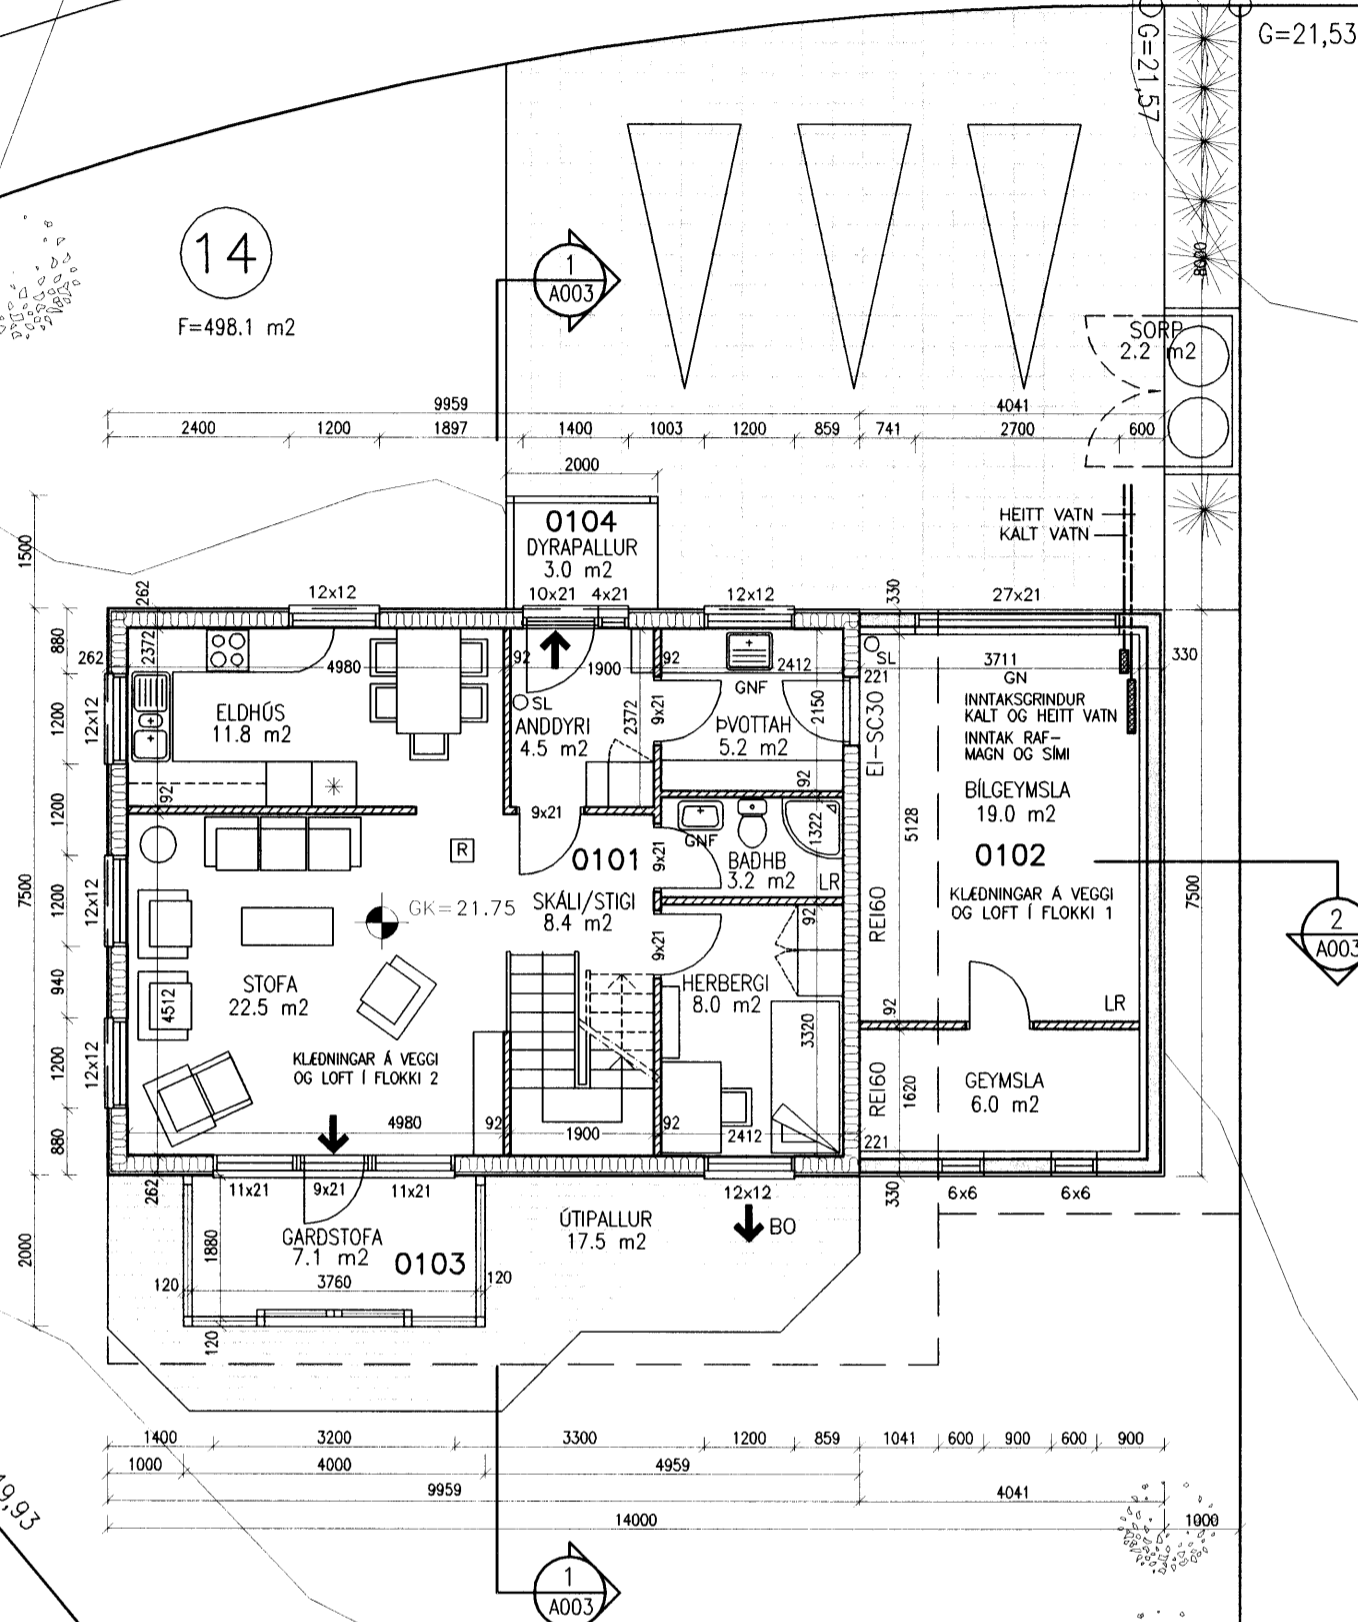 G=21,53
G=21,57
14
F=498.1 m2
1
A003
8000
SORP
2.2 m2
9959
4041
2400
1200
1897
1400
1003
1200
859
741
2700
600
2000
HEITT VATN
KALT VATN
0104
DYRAPALLUR
3.0 m2
1500
262
12x12
10x21
4x21
12x12
330
27x21
880
262
2372
4980
92
1900
92
2412
SL
221
3711
330
GN
GNF
INNTAKSGRINDUR
KALT OG HEITT VATN
INNTAK RAF-
MAGN OG SÍMI
ELDHÚS
11.8 m2
SL
ANDDYRI
4.5 m2
2372
9x21
ÞVOTTAH
5.2 m2
2150
EI-SC30
1200
12x12
BÍLGEYMSLA
19.0 m2
92
92
9x21
1200
GNF
1322
5128
0102
R
0101
9x21
BAÐHB
3.2 m2
LR
7500
1200
12x12
GK=21.75
SKÁLI/STIGI
8.4 m2
92
REI60
KLÆDNINGAR Á VEGGI
OG LOFT Í FLOKKI 1
7500
2
A003
9x21
940
STOFA
22.5 m2
4512
HERBERGI
8.0 m2
3320
92
LR
1200
12x12
KLÆDNINGAR Á VEGGI
OG LOFT Í FLOKKI 2
REI60
1620
GEYMSLA
6.0 m2
880
4980
92
1900
92
2412
221
262
11x21
9x21
11x21
12x12
330
6x6
6x6
2000
1880
GARÐSTOFA
7.1 m2
0103
ÚTIPALLUR
17.5 m2
BO
120
3760
120
120
1400
3200
3300
1200
859
1041
600
900
600
900
1000
4000
4959
9959
4041
14000
1000
9,93
1
A003